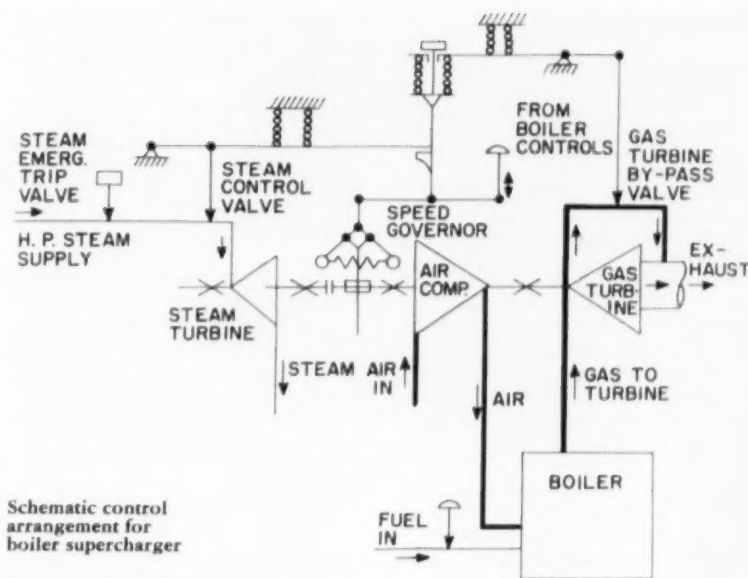 STEAM
EMERG.
TRIP
VALVE
H. P. STEAM
SUPPLY
STEAM
CONTROL
VALVE
SPEED
GOVERNOR
FROM
BOILER
CONTROLS
GAS
TURBINE
BY-PASS
VALVE
EX-
HAUST
STEAM
TURBINE
AIR
COMP.
GAS
TURB-
INE
STEAM
AIR
IN
AIR
GAS TO
TURBINE
BOILER
FUEL
IN
Schematic control
arrangement for
boiler supercharger